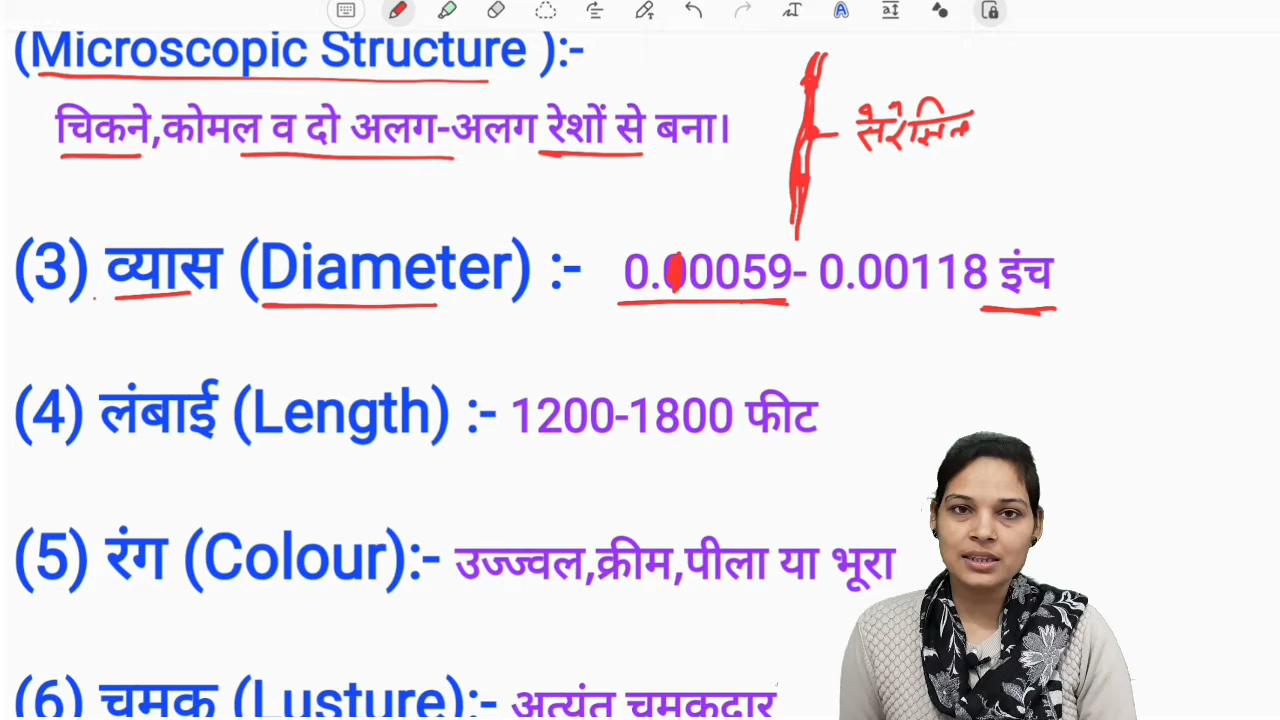 (Microscopic Structure ):-
चिकने,कोमल व दो अलग-अलग रेशों से बना।
(3) व्यास (Diameter) :- 0.00059- 0.00118 इंच
(4) लंबाई (Length) :- 1200-1800 फीट
(5) रंग (Colour):- उज्ज्वल,क्रीम,पीला या भूरा
(6) चमक (Lusture):- अत्यंत चमकदार